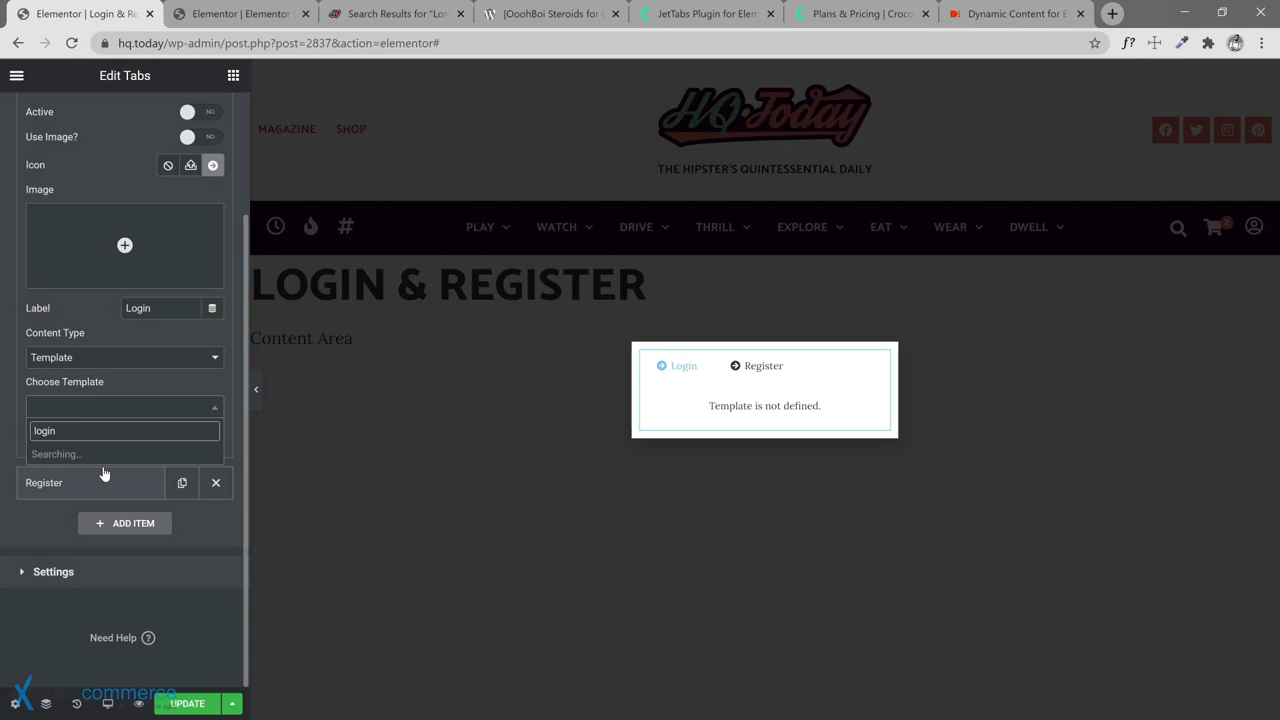 Elementor | Login & Re
Elementor | Elementor
Search Results for "Lor
[OoohBoi Steroids for
JetTabs Plugin for Elem
Plans & Pricing | Croco
Dynamic Content for El
hq.today/wp-admin/post.php?post=2837&action=elementor#
f?
Edit Tabs
Active
NO
Use Image?
NO
Icon
Image
Label
Login
Content Type
Template
Choose Template
login
Searching...
Register
ADD ITEM
Settings
Need Help ?
commerce
UPDATE
MAGAZINE
SHOP
HQ Today
THE HIPSTER'S QUINTESSENTIAL DAILY
PLAY
WATCH
DRIVE
THRILL
EXPLORE
EAT
WEAR
DWELL
2
LOGIN & REGISTER
Content Area
Login
Register
Template is not defined.